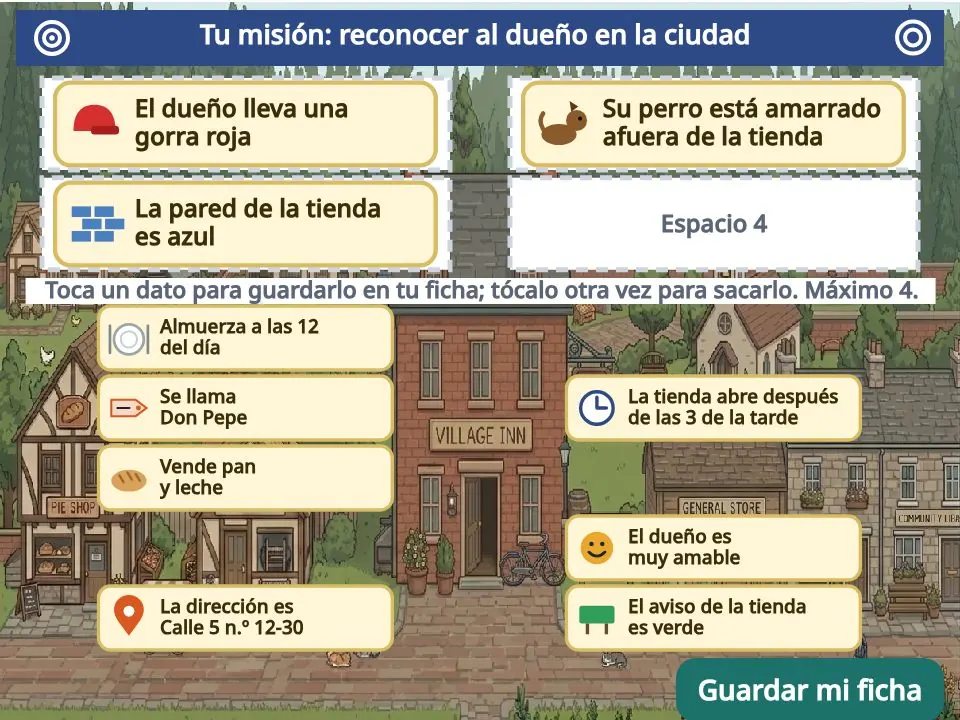 Tu misión: reconocer al dueño en la ciudad
El dueño lleva una
gorra roja
Su perro está amarrado
afuera de la tienda
La pared de la tienda
es azul
Espacio 4
Toca un dato para guardarlo en tu ficha; tócalo otra vez para sacarlo. Máximo 4.
Almuerza a las 12
del día
Se llama
Don Pepe
La tienda abre después
de las 3 de la tarde
VILLAGE INN
Vende pan
y leche
PIE SHOP
GENERAL STORE
El dueño es
muy amable
La dirección es
Calle 5 n.º 12-30
El aviso de la tienda
es verde
Guardar mi ficha